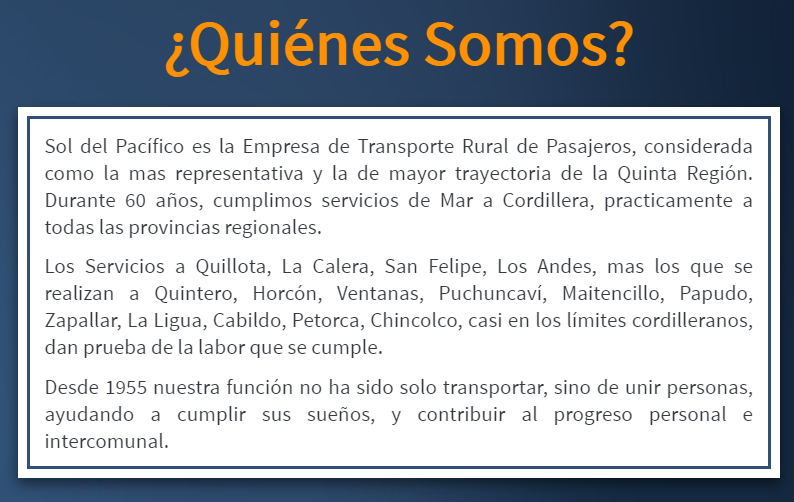 ¿Quiénes Somos?
Sol del Pacífico es la Empresa de Transporte Rural de Pasajeros, considerada
como la mas representativa y la de mayor trayectoria de la Quinta Región.
Durante 60 años, cumplimos servicios de Mar a Cordillera, practicamente a
todas las provincias regionales.
Los Servicios a Quillota, La Calera, San Felipe, Los Andes, mas los que se
realizan a Quintero, Horcón, Ventanas, Puchuncaví, Maitencillo, Papudo,
Zapallar, La Ligua, Cabildo, Petorca, Chincolco, casi en los límites cordilleranos,
dan prueba de la labor que se cumple.
Desde 1955 nuestra función no ha sido solo transportar, sino de unir personas,
ayudando a cumplir sus sueños, y contribuir al progreso personal e
intercomunal.